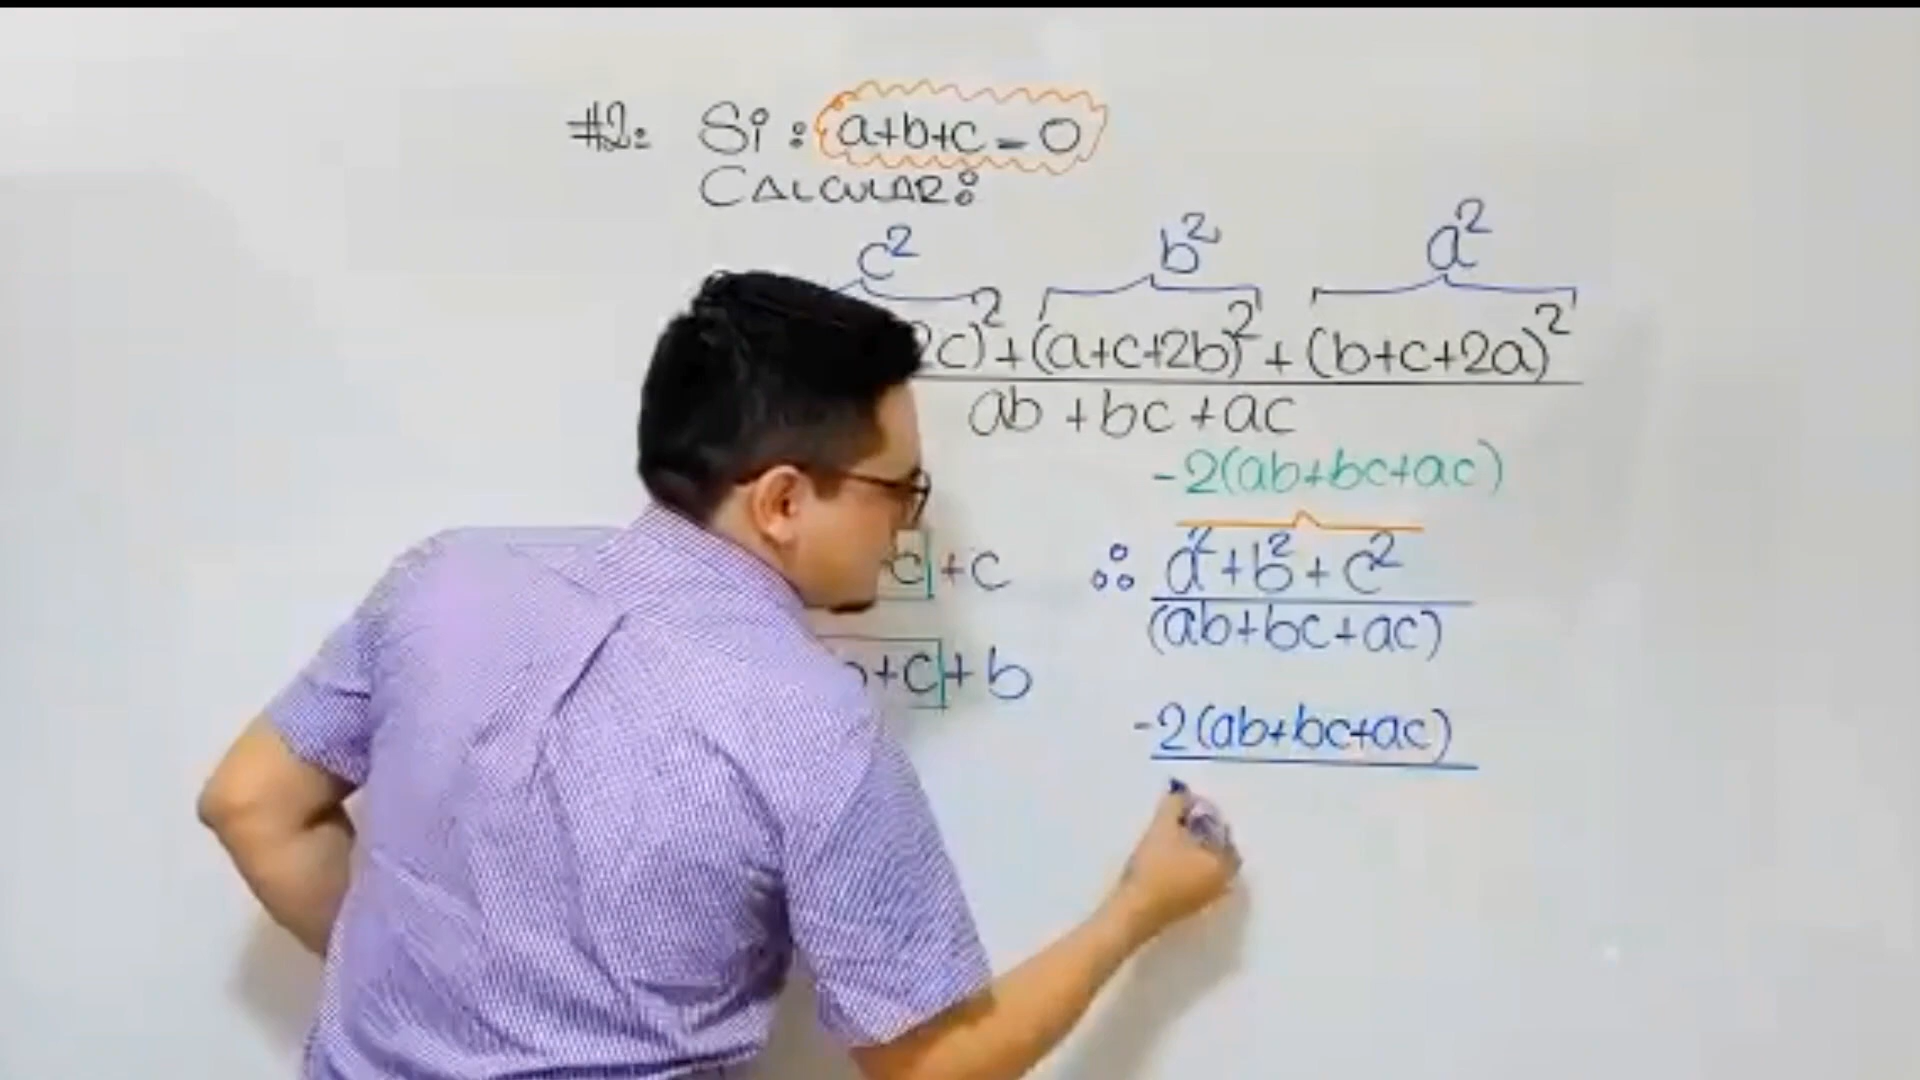 #2: Si: a+b+c=0
CALCULAR:
c² b² a²
2c)²+(a+c+2b)²+(b+c+2a)²
ab+bc+ac
-2(ab+bc+ac)
c+c ∴ a²+b²+c²
(ab+bc+ac)
+c+b
-2(ab+bc+ac)